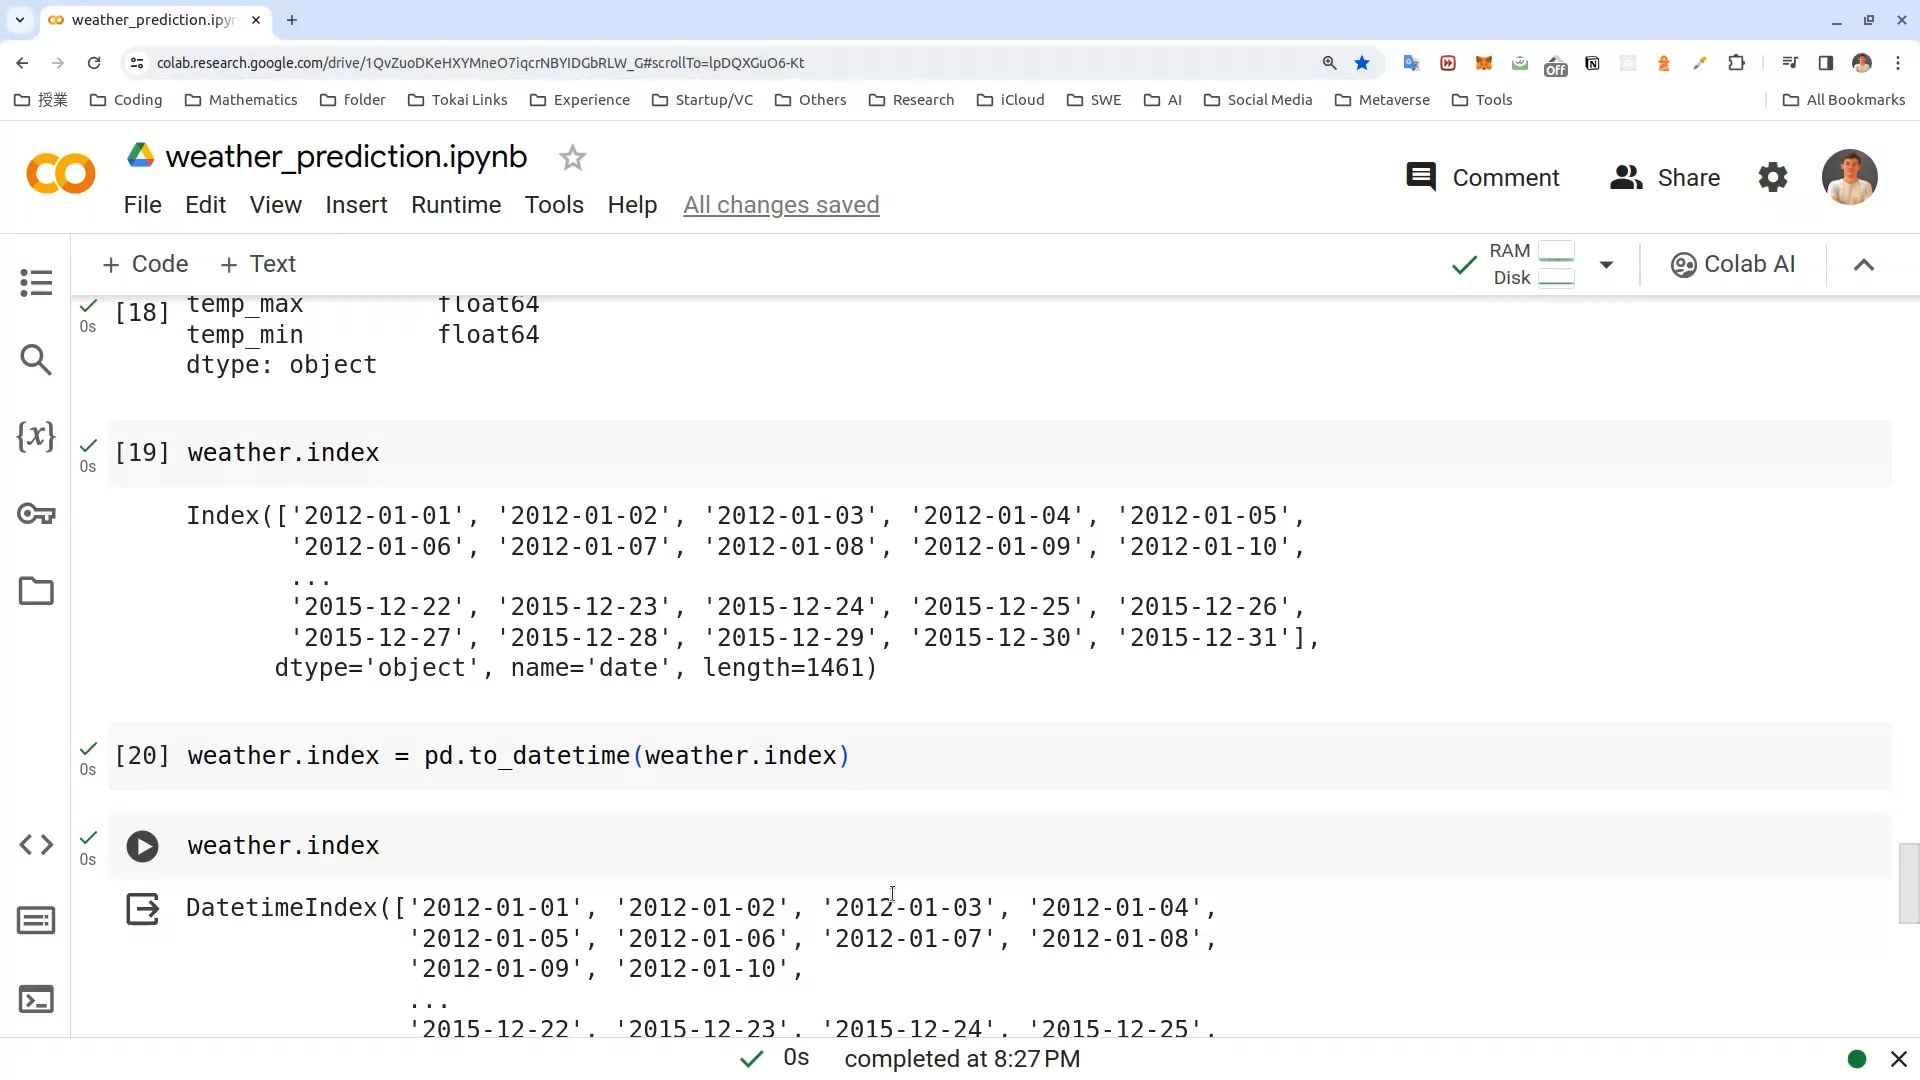 weather_prediction.ipyn
colab.research.google.com/drive/1QvZuoDKeHXYMneO7iqcrNBYIDGbRLW_G#scrollTo=lpDQXGuO6-Kt
Off
授業 Coding Mathematics folder Tokai Links Experience Startup/VC Others Research iCloud SWE AI Social Media Metaverse Tools All Bookmarks
weather_prediction.ipynb
Comment Share
File Edit View Insert Runtime Tools Help All changes saved
+ Code + Text RAM Disk Colab AI
0s [18] temp_max float64
temp_min float64
dtype: object
{x}
0s [19] weather.index
Index(['2012-01-01', '2012-01-02', '2012-01-03', '2012-01-04', '2012-01-05',
'2012-01-06', '2012-01-07', '2012-01-08', '2012-01-09', '2012-01-10',
...
'2015-12-22', '2015-12-23', '2015-12-24', '2015-12-25', '2015-12-26',
'2015-12-27', '2015-12-28', '2015-12-29', '2015-12-30', '2015-12-31'],
dtype='object', name='date', length=1461)
0s [20] weather.index = pd.to_datetime(weather.index)
0s weather.index
DatetimeIndex(['2012-01-01', '2012-01-02', '2012-01-03', '2012-01-04',
'2012-01-05', '2012-01-06', '2012-01-07', '2012-01-08',
'2012-01-09', '2012-01-10',
...
'2015-12-22', '2015-12-23', '2015-12-24', '2015-12-25',
0s completed at 8:27 PM